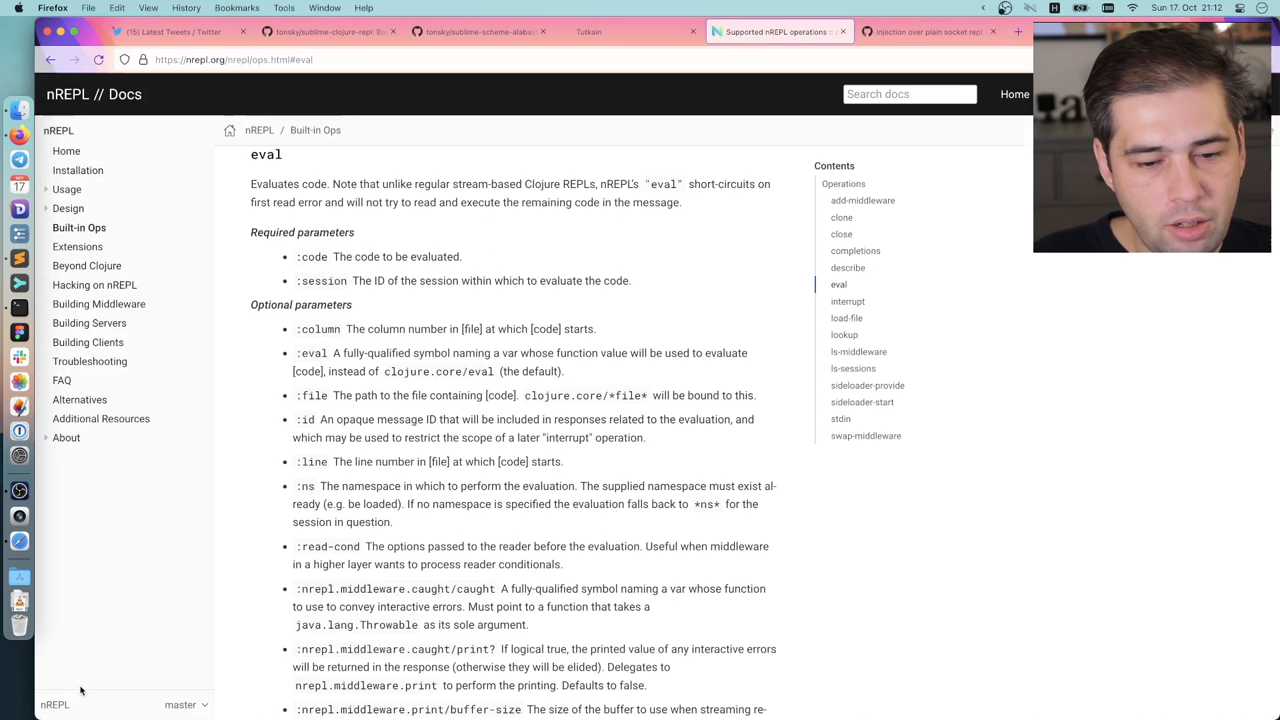 Firefox File Edit View History Bookmarks Tools Window Help
Sun 17. Oct 15:05:12
(15) Latest Tweets / Twitter
tonsky/sublime-clojure-repl: Ba
tonsky/sublime-scheme-alabas
Tutkain
Supported nREPL operations ::
Injection over plain socket repl
https://nrepl.org/nrepl/ops.html#eval
nREPL // Docs
Search docs
Home
nREPL
Home
Installation
Usage
Design
Built-in Ops
Extensions
Beyond Clojure
Hacking on nREPL
Building Middleware
Building Servers
Building Clients
Troubleshooting
FAQ
Alternatives
Additional Resources
About
nREPL
master
nREPL / Built-in Ops
eval
Evaluates code. Note that unlike regular stream-based Clojure REPLs, nREPL's "eval" short-circuits on
first read error and will not try to read and execute the remaining code in the message.
Required parameters
• :code The code to be evaluated.
• :session The ID of the session within which to evaluate the code.
Optional parameters
• :column The column number in [file] at which [code] starts.
• :eval A fully-qualified symbol naming a var whose function value will be used to evaluate
[code], instead of clojure.core/eval (the default).
• :file The path to the file containing [code]. clojure.core/*file* will be bound to this.
• :id An opaque message ID that will be included in responses related to the evaluation, and
which may be used to restrict the scope of a later "interrupt" operation.
• :line The line number in [file] at which [code] starts.
• :ns The namespace in which to perform the evaluation. The supplied namespace must exist al-
ready (e.g. be loaded). If no namespace is specified the evaluation falls back to *ns* for the
session in question.
• :read-cond The options passed to the reader before the evaluation. Useful when middleware
in a higher layer wants to process reader conditionals.
• :nrepl.middleware.caught/caught A fully-qualified symbol naming a var whose function
to use to convey interactive errors. Must point to a function that takes a
java.lang.Throwable as its sole argument.
• :nrepl.middleware.caught/print? If logical true, the printed value of any interactive errors
will be returned in the response (otherwise they will be elided). Delegates to
nrepl.middleware.print to perform the printing. Defaults to false.
• :nrepl.middleware.print/buffer-size The size of the buffer to use when streaming re-
Contents
Operations
add-middleware
clone
close
completions
describe
eval
interrupt
load-file
lookup
ls-middleware
ls-sessions
sideloader-provide
sideloader-start
stdin
swap-middleware
OCT
17